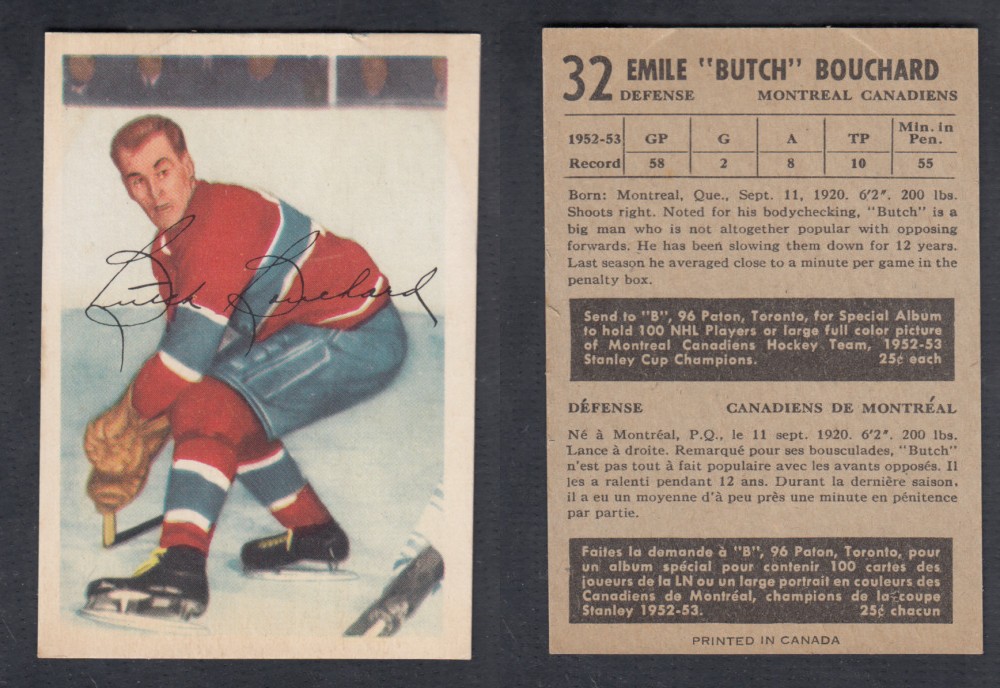 Butch Bouchard
32 EMILE "BUTCH" BOUCHARD
DEFENSE MONTREAL CANADIENS
1952-53 GP G A TP Min. in Pen.
Record 58 2 8 10 55
Born: Montreal, Que., Sept. 11, 1920. 6'2". 200 lbs.
Shoots right. Noted for his bodychecking, "Butch" is a
big man who is not altogether popular with opposing
forwards. He has been slowing them down for 12 years.
Last season he averaged close to a minute per game in the
penalty box.
Send to "B", 96 Paton, Toronto, for Special Album
to hold 100 NHL Players or large full color picture
of Montreal Canadiens Hockey Team, 1952-53
Stanley Cup Champions. 25¢ each
DÉFENSE CANADIENS DE MONTRÉAL
Né à Montréal, P.Q., le 11 sept. 1920. 6'2". 200 lbs.
Lance à droite. Remarqué pour ses bousculades, "Butch"
n'est pas tout à fait populaire avec les avants opposés. Il
les a ralenti pendant 12 ans. Durant la dernière saison,
il a eu un moyenne d'à peu près une minute en pénitence
par partie.
Faites la demande à "B", 96 Paton, Toronto, pour
un album spécial pour contenir 100 cartes des
joueurs de la LN ou un large portrait en couleurs des
Canadiens de Montréal, champions de la coupe
Stanley 1952-53. 25¢ chacun
PRINTED IN CANADA